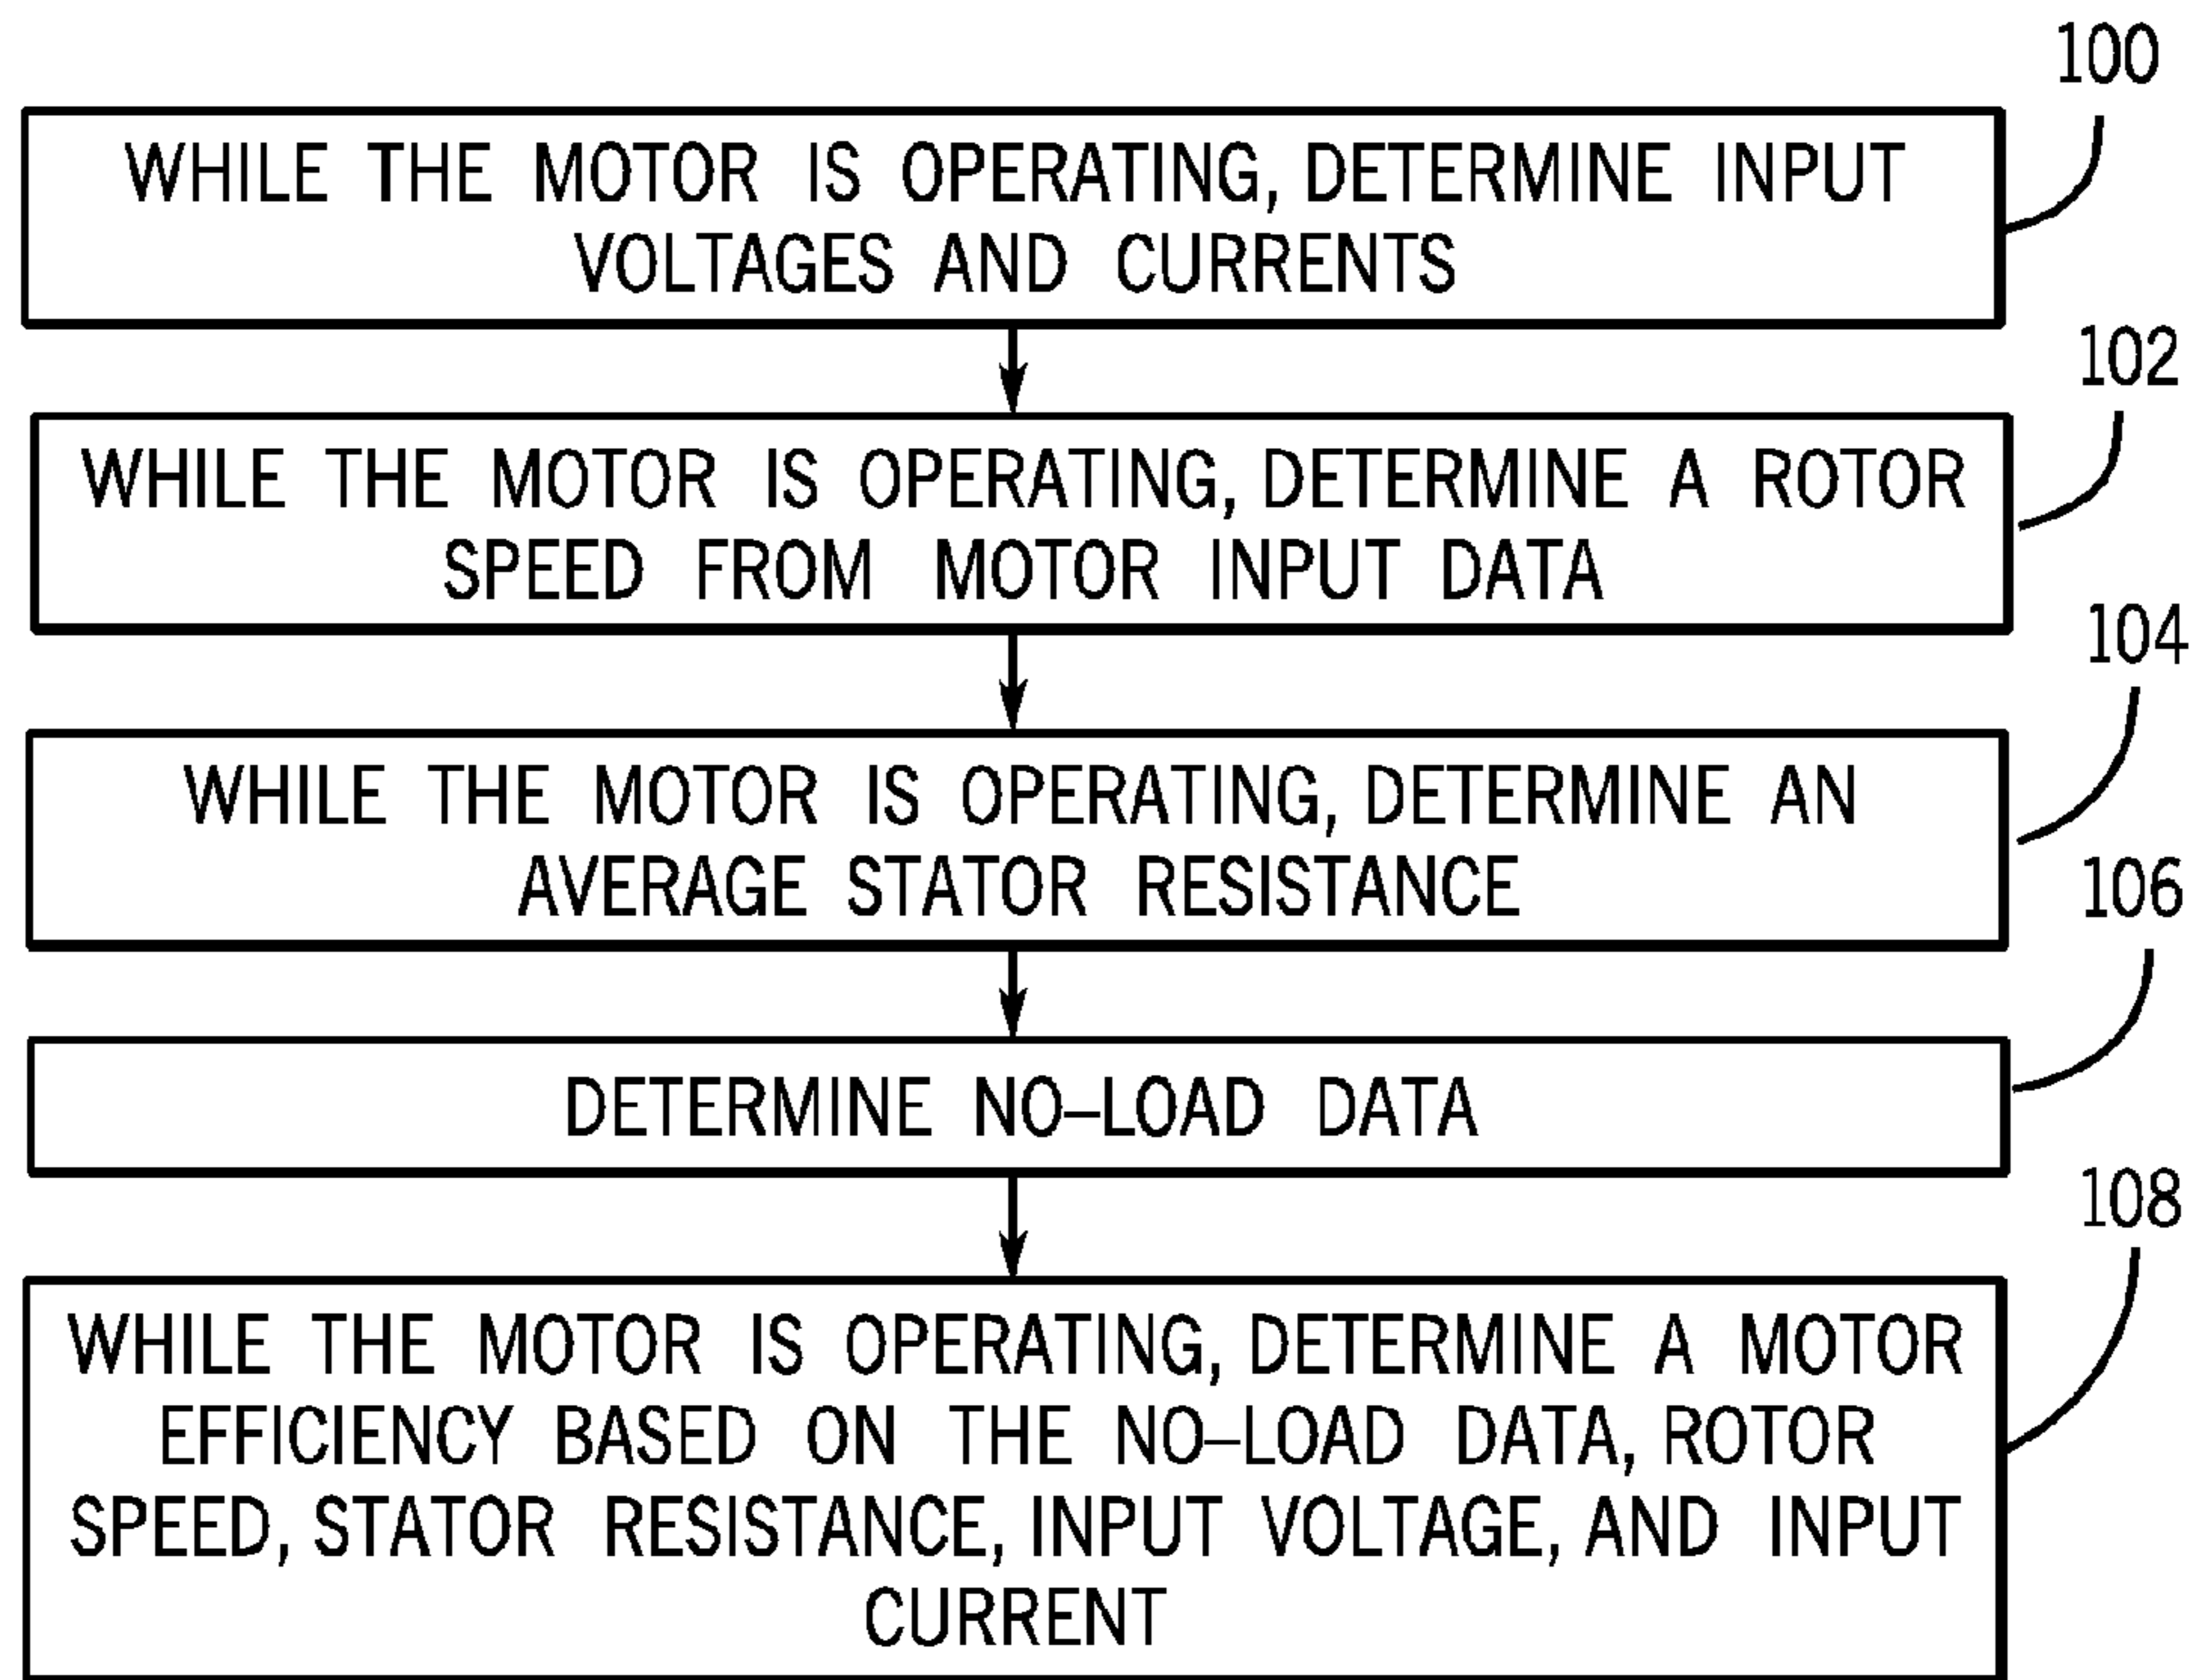 100
WHILE THE MOTOR IS OPERATING, DETERMINE INPUT
VOLTAGES AND CURRENTS
102
WHILE THE MOTOR IS OPERATING, DETERMINE A ROTOR
SPEED FROM MOTOR INPUT DATA
104
WHILE THE MOTOR IS OPERATING, DETERMINE AN
AVERAGE STATOR RESISTANCE
106
DETERMINE NO–LOAD DATA
108
WHILE THE MOTOR IS OPERATING, DETERMINE A MOTOR
EFFICIENCY BASED ON THE NO–LOAD DATA, ROTOR
SPEED, STATOR RESISTANCE, INPUT VOLTAGE, AND INPUT
CURRENT